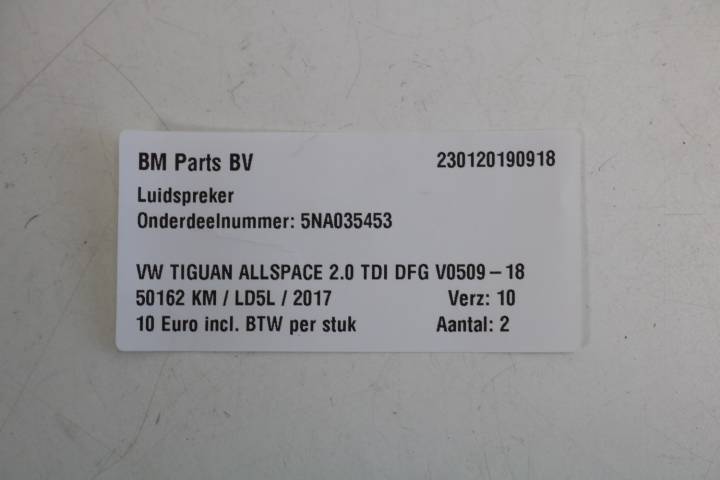 BM Parts BV 230120190918
Luidspreker
Onderdeelnummer: 5NA035453
VW TIGUAN ALLSPACE 2.0 TDI DFG V0509-18
50162 KM / LD5L / 2017 Verz: 10
10 Euro incl. BTW per stuk Aantal: 2